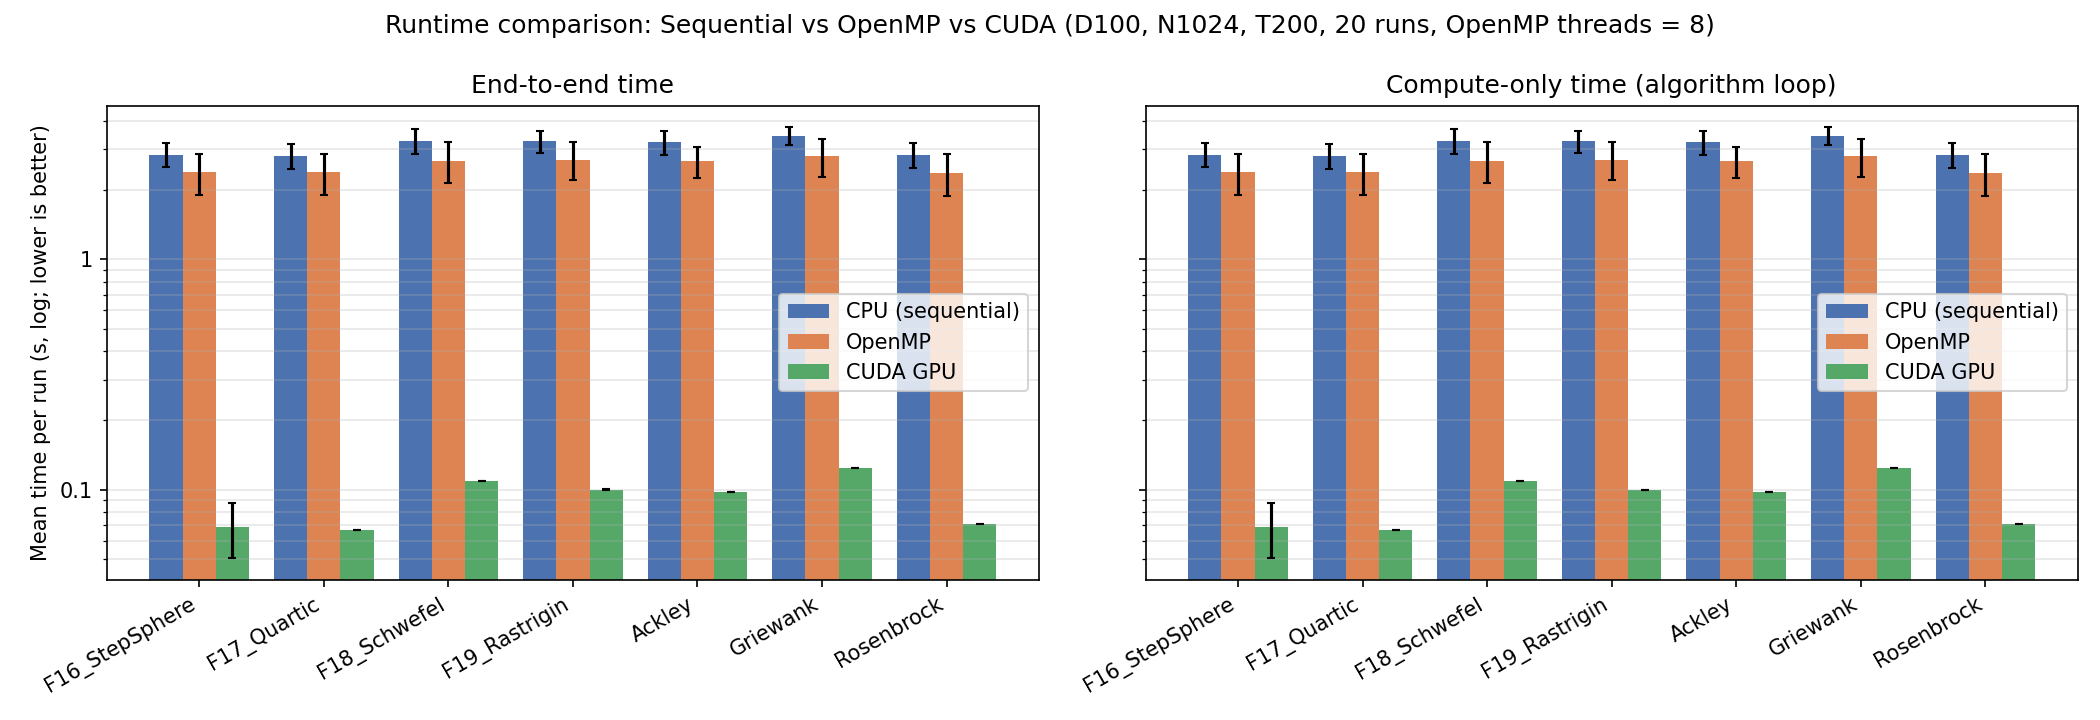 Runtime comparison: Sequential vs OpenMP vs CUDA (D100, N1024, T200, 20 runs, OpenMP threads = 8)
End-to-end time
Mean time per run (s, log; lower is better)
1
0.1
CPU (sequential)
OpenMP
CUDA GPU
F16_StepSphere
F17_Quartic
F18_Schwefel
F19_Rastrigin
Ackley
Griewank
Rosenbrock
Compute-only time (algorithm loop)
CPU (sequential)
OpenMP
CUDA GPU
F16_StepSphere
F17_Quartic
F18_Schwefel
F19_Rastrigin
Ackley
Griewank
Rosenbrock